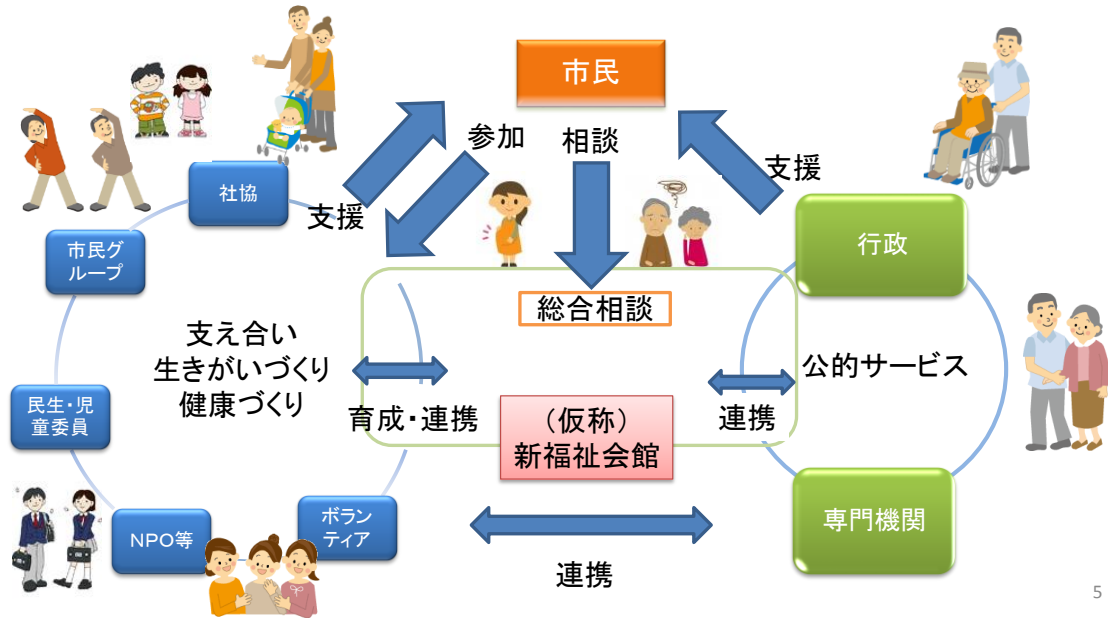 市民
参加
相談
支援
支援
社協
市民グ
ループ
行政
総合相談
支え合い
生きがいづくり
健康づくり
公的サービス
民生・児
童委員
育成・連携
（仮称）
新福祉会館
連携
ボラン
ティア
NPO等
専門機関
連携
5